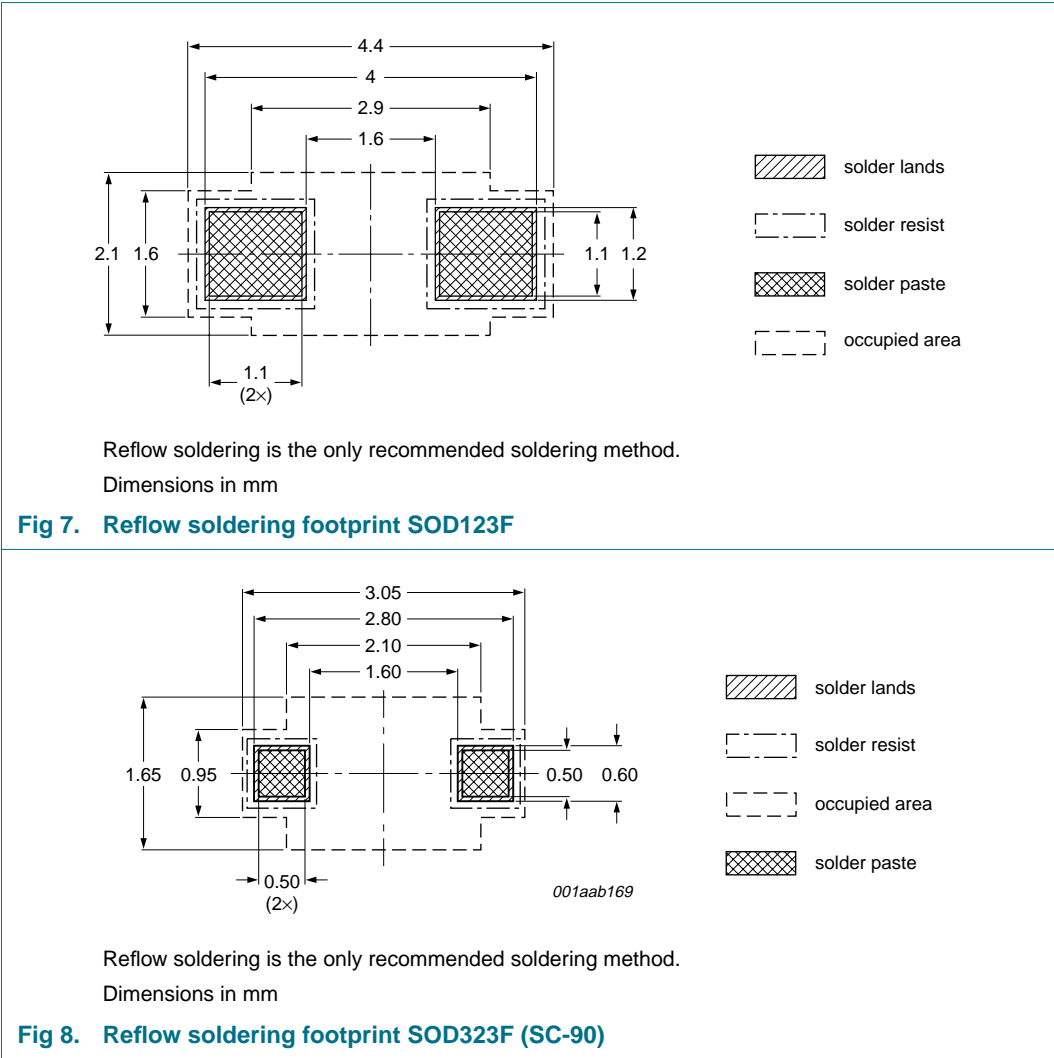 4.4
4
2.9
1.6
solder lands
solder resist
2.1 1.6 1.1 1.2
solder paste
occupied area
1.1
(2×)
Reflow soldering is the only recommended soldering method.
Dimensions in mm
Fig 7. Reflow soldering footprint SOD123F
3.05
2.80
2.10
1.60
solder lands
solder resist
1.65 0.95 0.50 0.60
occupied area
solder paste
0.50
(2×)
001aab169
Reflow soldering is the only recommended soldering method.
Dimensions in mm
Fig 8. Reflow soldering footprint SOD323F (SC-90)